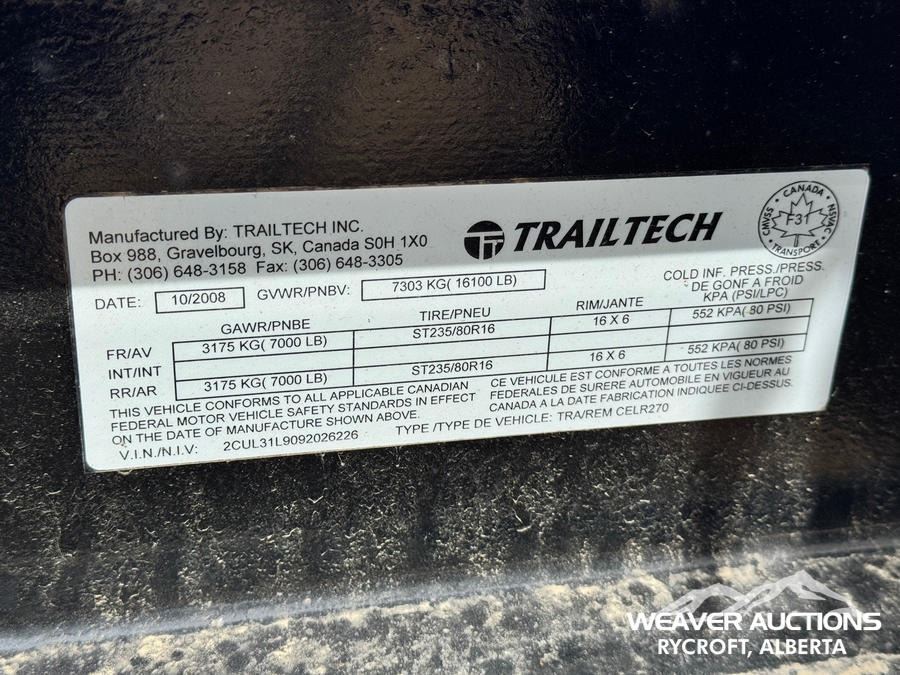 Manufactured By: TRAILTECH INC.
Box 988, Gravelbourg, SK, Canada S0H 1X0
PH: (306) 648-3158 Fax: (306) 648-3305
TT TRAILTECH
CANADA
F31
CMVSS
NSVAC
TRANSPORT
DATE: 10/2008 GVWR/PNBV: 7303 KG( 16100 LB)
COLD INF. PRESS./PRESS.
DE GONF A FROID
KPA (PSI/LPC)
GAWR/PNBE TIRE/PNEU RIM/JANTE
FR/AV 3175 KG( 7000 LB) ST235/80R16 16 X 6 552 KPA( 80 PSI)
INT/INT
RR/AR 3175 KG( 7000 LB) ST235/80R16 16 X 6 552 KPA( 80 PSI)
THIS VEHICLE CONFORMS TO ALL APPLICABLE CANADIAN
FEDERAL MOTOR VEHICLE SAFETY STANDARDS IN EFFECT
ON THE DATE OF MANUFACTURE SHOWN ABOVE.
CE VEHICULE EST CONFORME A TOUTES LES NORMES
FEDERALES DE SURERE AUTOMOBILE EN VIGUEUR AU
CANADA A LA DATE FABRICATION INDIQUEE CI-DESSUS.
V.I.N./N.I.V: 2CUL31L9092026226 TYPE /TYPE DE VEHICLE: TRA/REM CELR270
WEAVER AUCTIONS
RYCROFT, ALBERTA